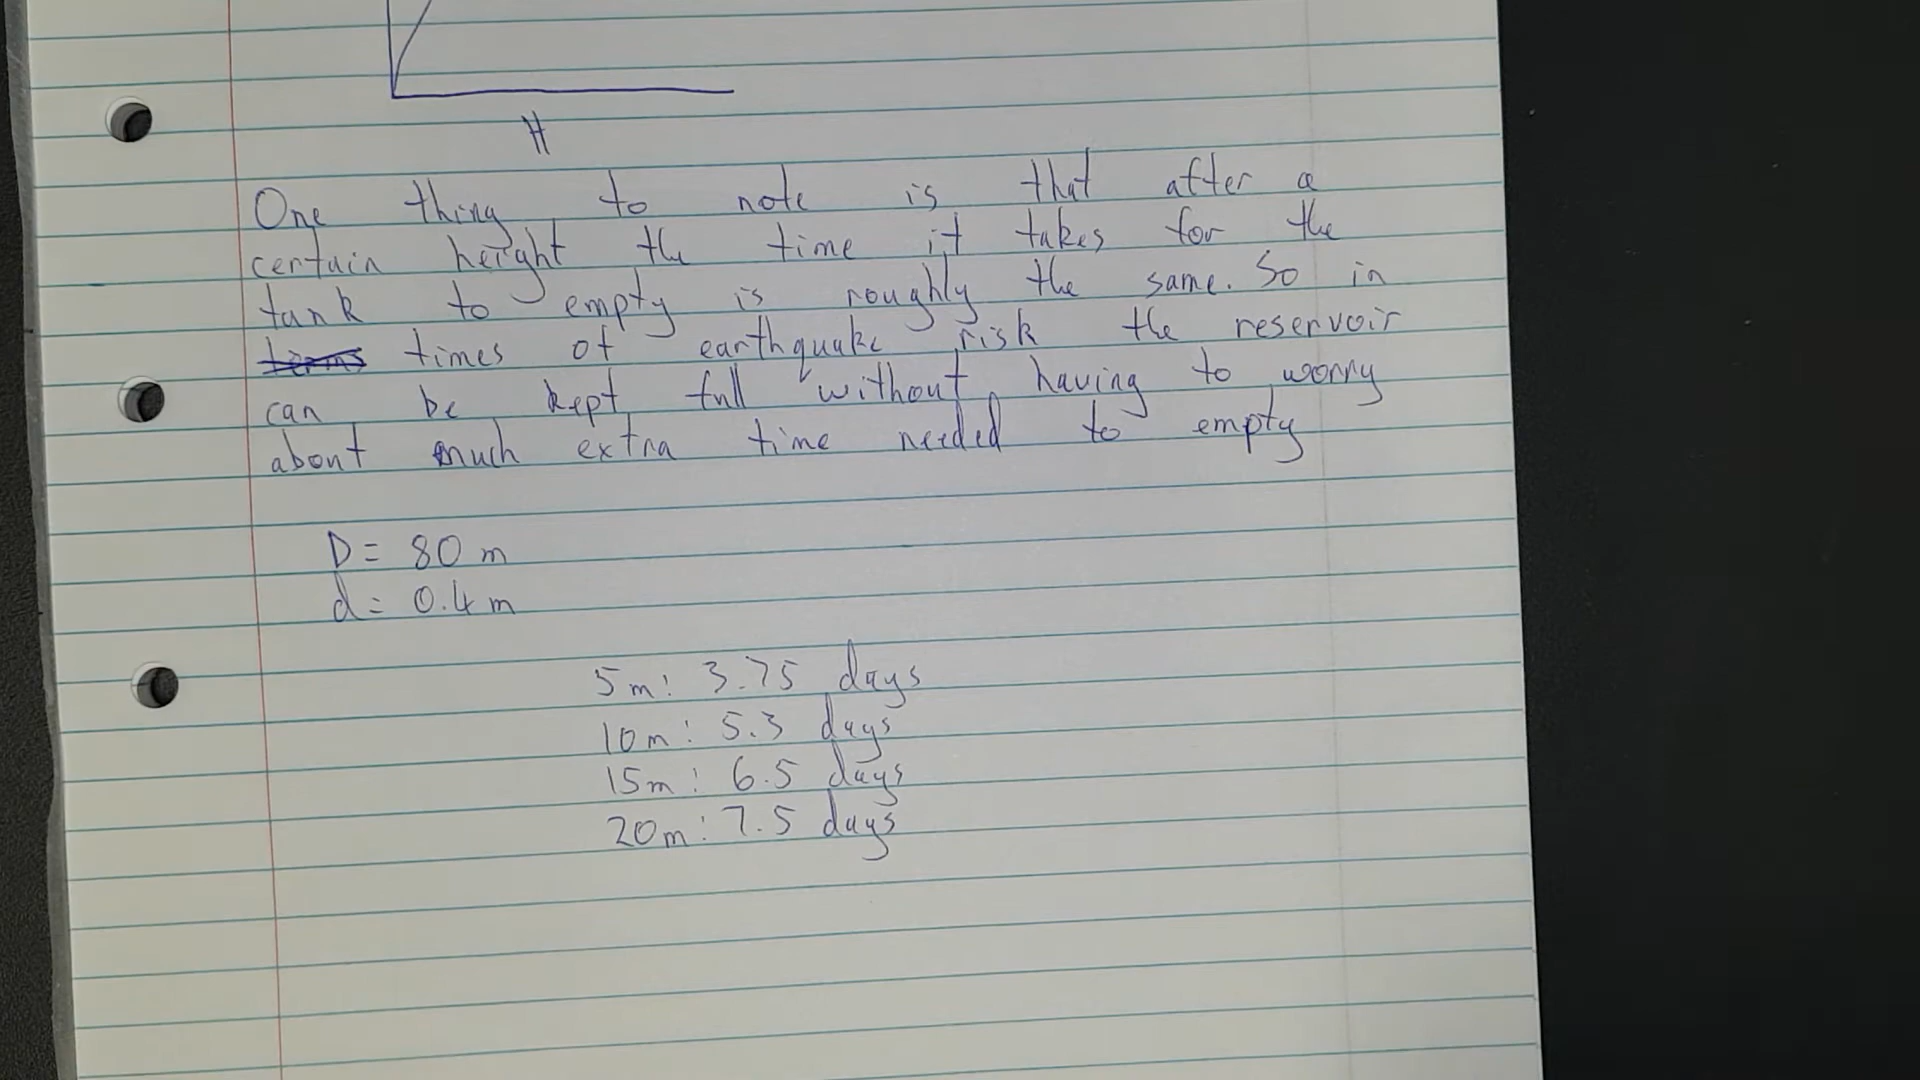 H
One thing to note is that after a
certain height the time it takes for the
tank to empty is roughly the same. So in
times of earthquake risk the reservoir
can be kept full without having to worry
about much extra time needed to empty
D = 80 m
d = 0.4 m
5m: 3.75 days
10m: 5.3 days
15m: 6.5 days
20m: 7.5 days